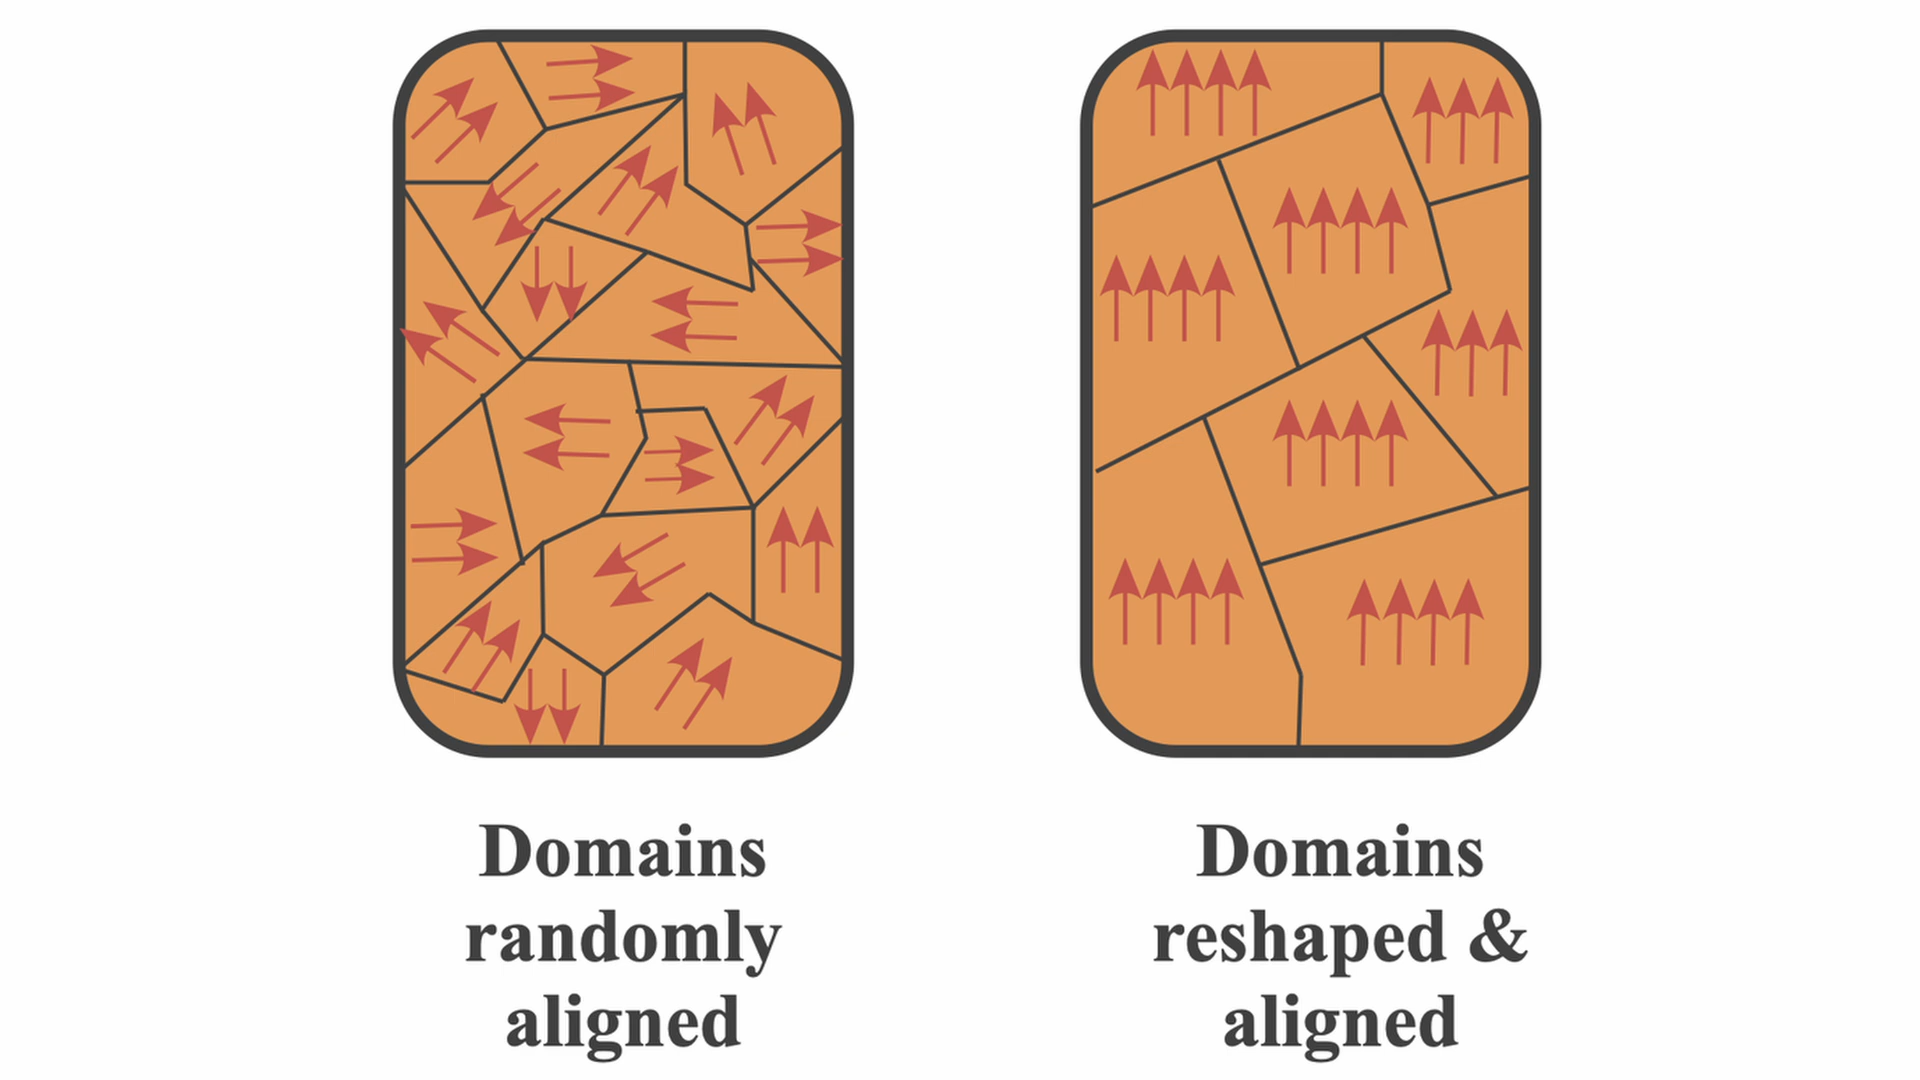 Domains
randomly
aligned
Domains
reshaped &
aligned